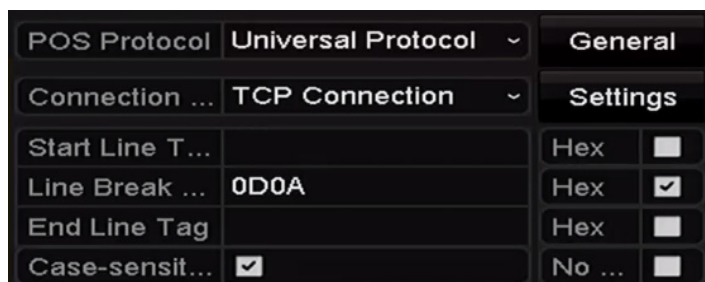 POS Protocol Universal Protocol General
Connection ... TCP Connection Settings
Start Line T... Hex
Line Break ... 0D0A Hex
End Line Tag Hex
Case-sensit... No ...